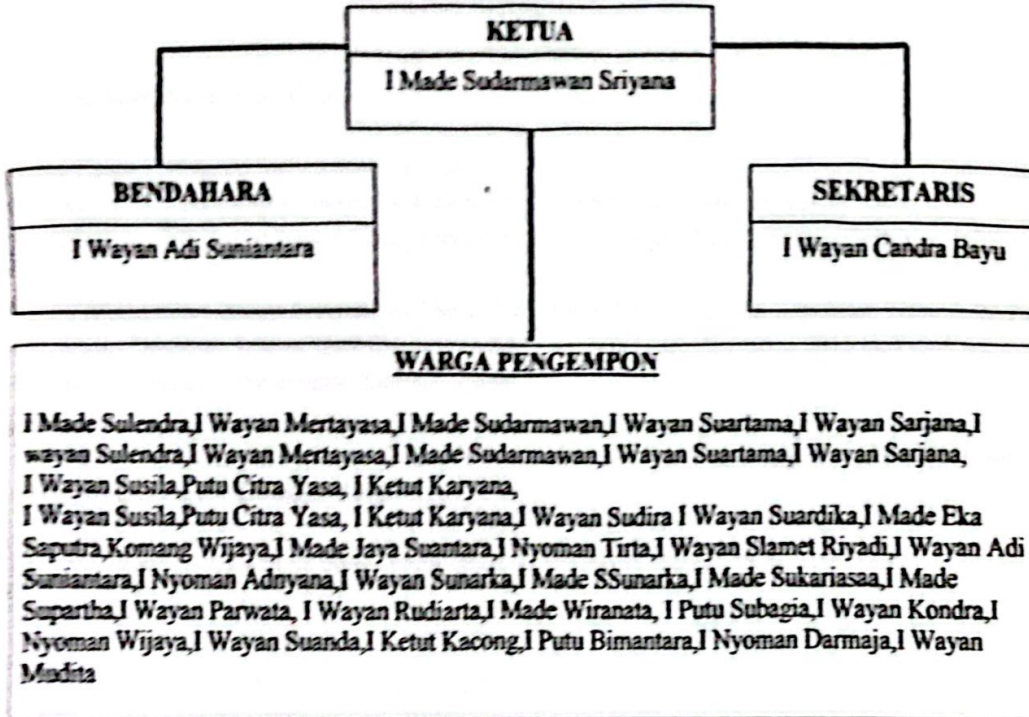 KETUA
I Made Sudarmawan Sriyana
BENDAHARA
I Wayan Adi Suniantara
SEKRETARIS
I Wayan Candra Bayu
WARGA PENGEMPON
I Made Sulendra,I Wayan Mertayasa,I Made Sudarmawan,I Wayan Suartama,I Wayan Sarjana,I
wayan Sulendra,I Wayan Mertayasa,I Made Sudarmawan,I Wayan Suartama,I Wayan Sarjana,
I Wayan Susila,Putu Citra Yasa, I Ketut Karyana,
I Wayan Susila,Putu Citra Yasa, I Ketut Karyana,I Wayan Sudira I Wayan Suardika,I Made Eka
Saputra,Komang Wijaya,I Made Jaya Suantara,I Nyoman Tirta,I Wayan Slamet Riyadi,I Wayan Adi
Suniantara,I Nyoman Adnyana,I Wayan Sunarka,I Made SSunarka,I Made Sukariasaa,I Made
Supartha,I Wayan Parwata, I Wayan Rudiarta,I Made Wiranata, I Putu Subagia,I Wayan Kondra,I
Nyoman Wijaya,I Wayan Suanda,I Ketut Kacong,I Putu Bimantara,I Nyoman Darmaja,I Wayan
Mudita